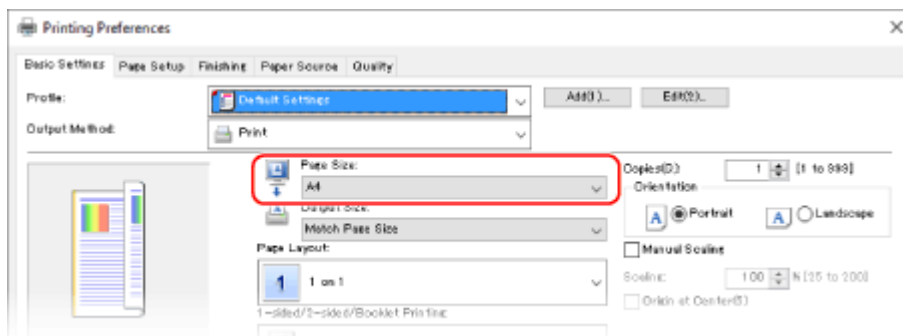 Printing Preferences
Basic Settings Page Setup Finishing Paper Source Quality
Profile: Default Settings Add(1)... Edit(2)...
Output Method: Print
Page Size:
A4
Output Size:
Match Page Size
Page Layout:
1 1 on 1
1-sided/2-sided/Booklet Printing:
Copies(D): 1 [1 to 999]
Orientation
A Portrait A Landscape
Manual Scaling
Scaling: 100 % [25 to 200]
Origin at Center(5)